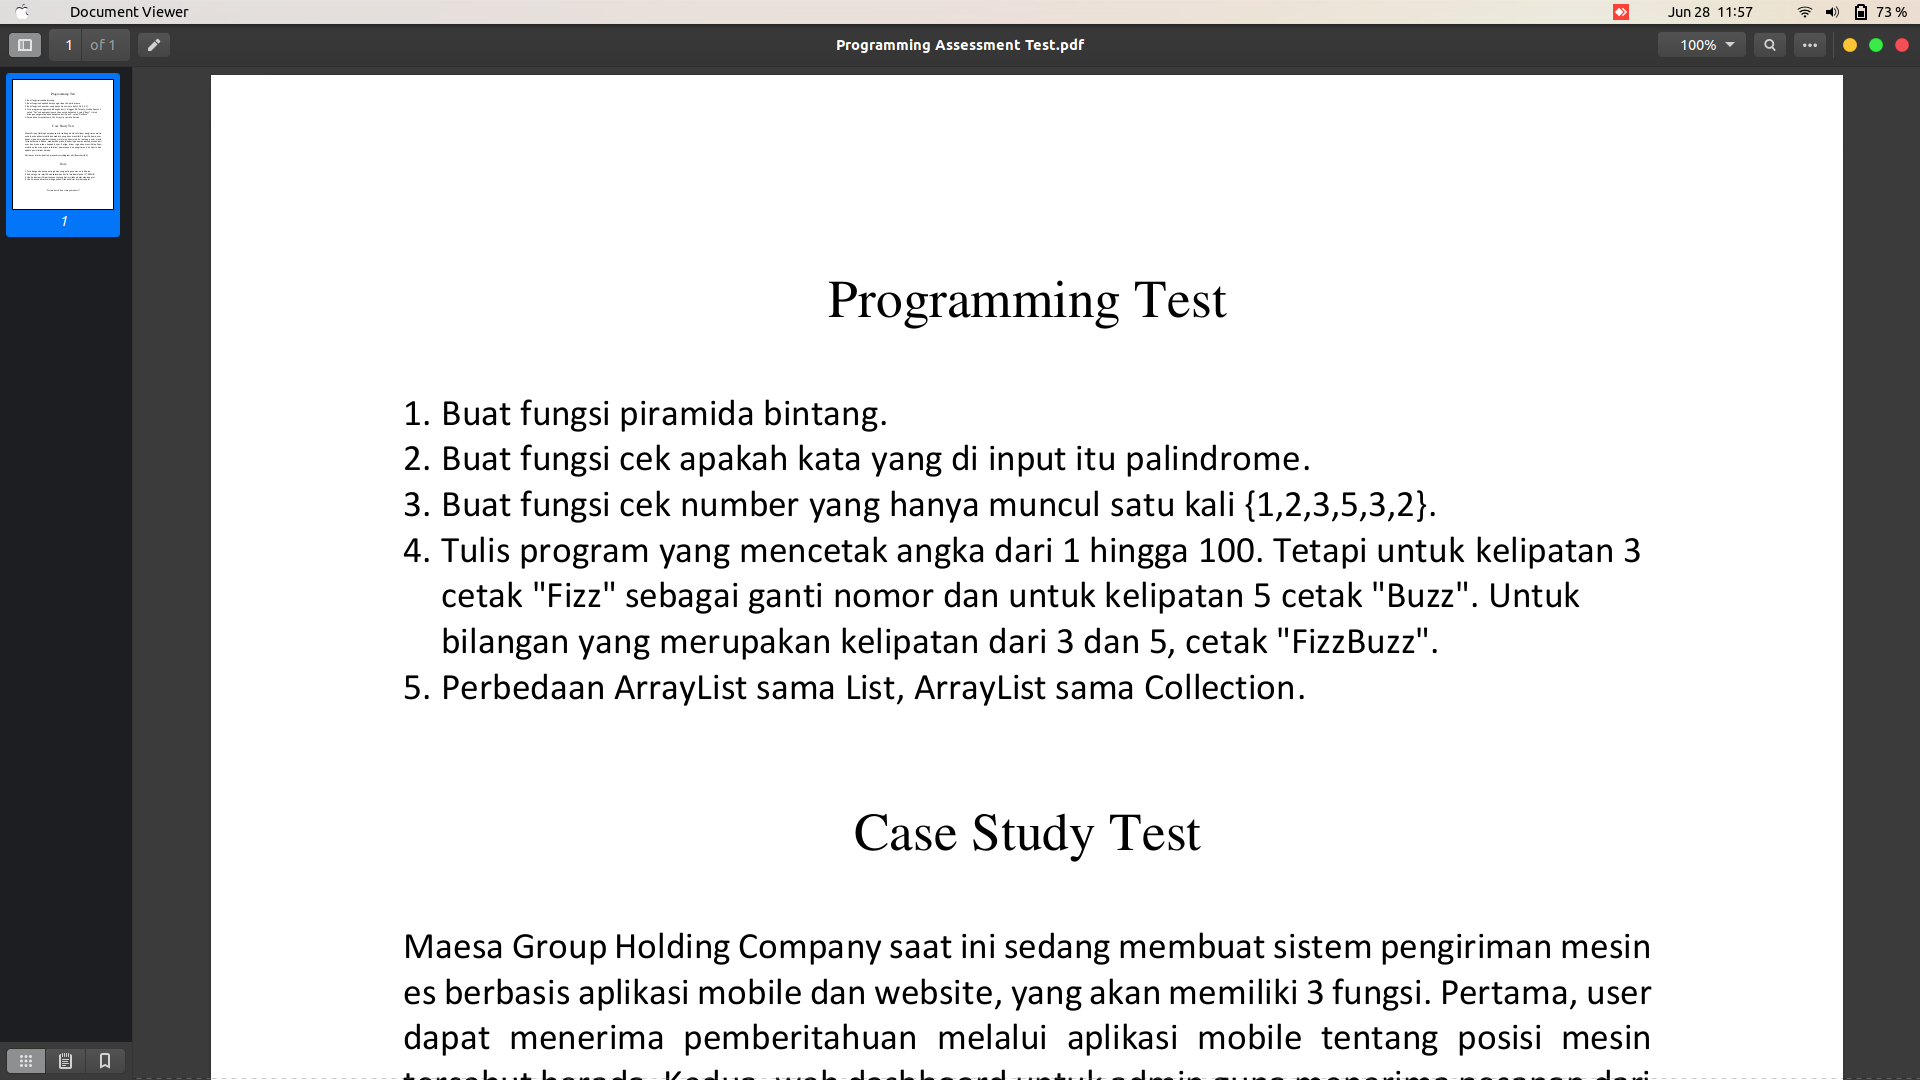 Document Viewer
Jun 28 11:57
73 %
1 of 1
Programming Assessment Test.pdf
100%
1
Programming Test
1. Buat fungsi piramida bintang.
2. Buat fungsi cek apakah kata yang di input itu palindrome.
3. Buat fungsi cek number yang hanya muncul satu kali {1,2,3,5,3,2}.
4. Tulis program yang mencetak angka dari 1 hingga 100. Tetapi untuk kelipatan 3
cetak "Fizz" sebagai ganti nomor dan untuk kelipatan 5 cetak "Buzz". Untuk
bilangan yang merupakan kelipatan dari 3 dan 5, cetak "FizzBuzz".
5. Perbedaan ArrayList sama List, ArrayList sama Collection.
Case Study Test
Maesa Group Holding Company saat ini sedang membuat sistem pengiriman mesin
es berbasis aplikasi mobile dan website, yang akan memiliki 3 fungsi. Pertama, user
dapat menerima pemberitahuan melalui aplikasi mobile tentang posisi mesin